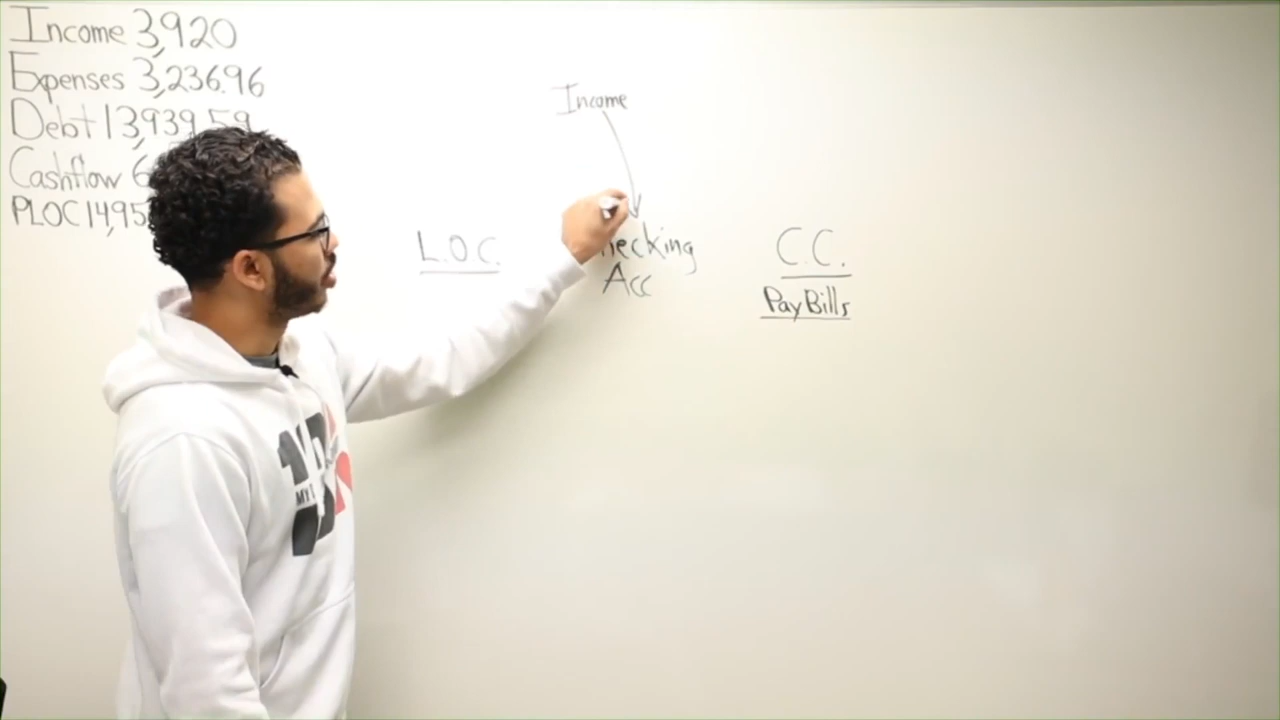 Income 3,920
Expenses 3,236.96
Debt 13,939.59
Cashflow 6
PLOC 14,95
Income
L.O.C.
hecking
Acc
C.C.
Pay Bills